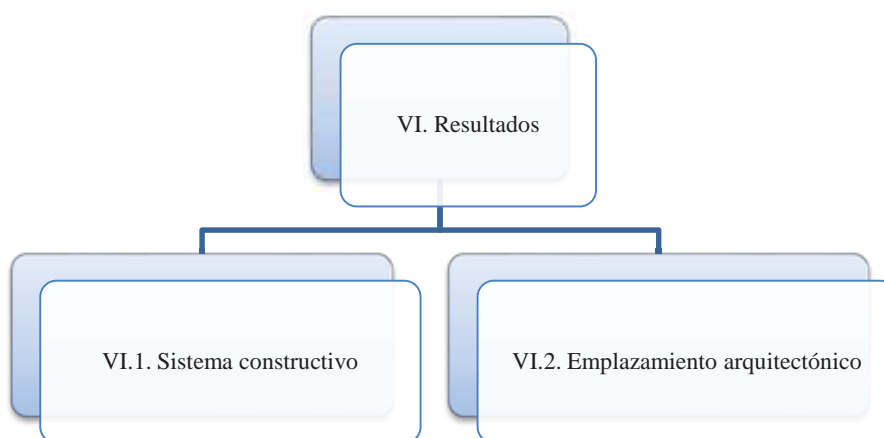 VI. Resultados
VI.1. Sistema constructivo
VI.2. Emplazamiento arquitectónico